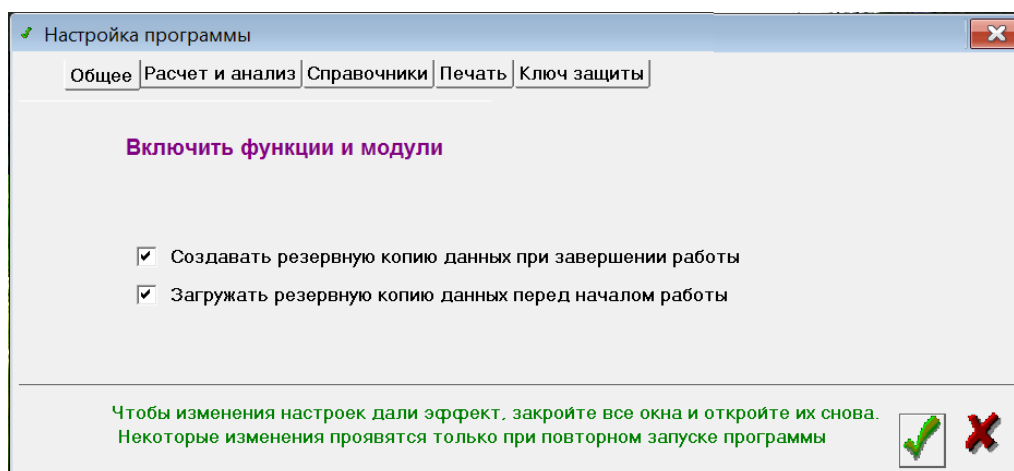 Настройка программы
Общее Расчет и анализ Справочники Печать Ключ защиты
Включить функции и модули
Создавать резервную копию данных при завершении работы
Загружать резервную копию данных перед началом работы
Чтобы изменения настроек дали эффект, закройте все окна и откройте их снова.
Некоторые изменения проявятся только при повторном запуске программы